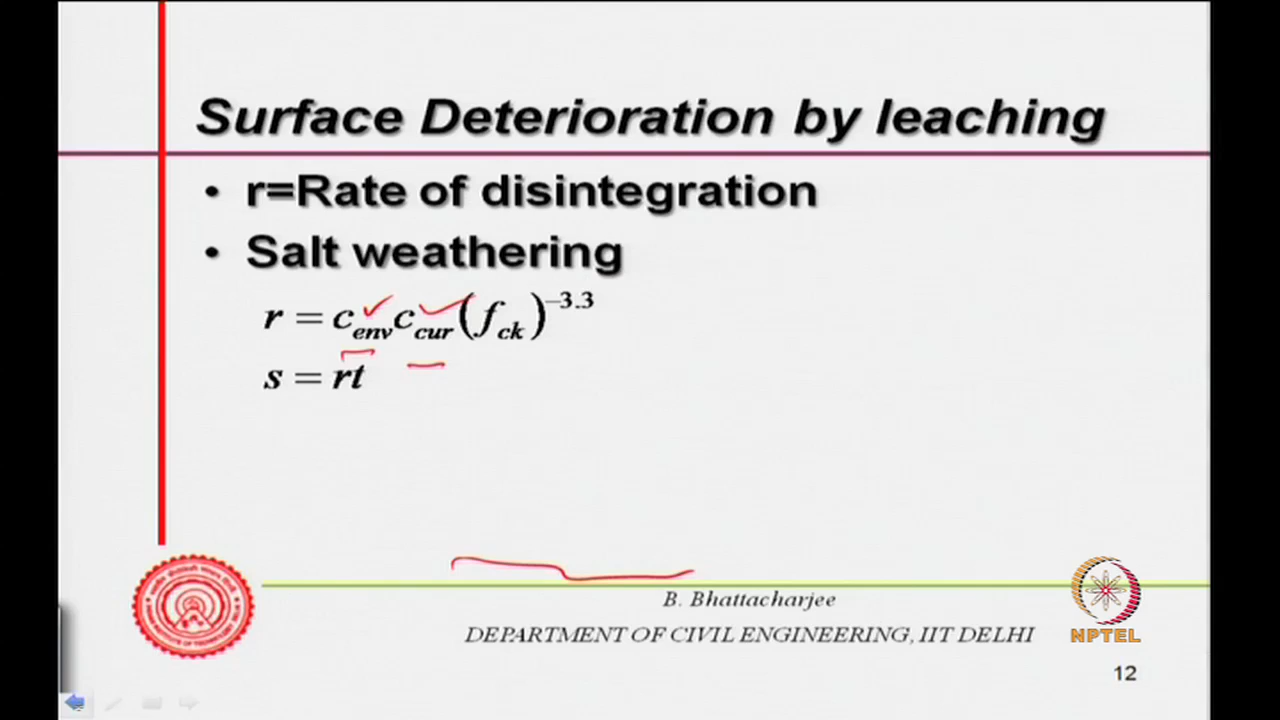 Surface Deterioration by leaching
• r=Rate of disintegration
• Salt weathering
r = c_env c_cur (f_ck)^–3.3
s = rt
B. Bhattacharjee
DEPARTMENT OF CIVIL ENGINEERING, IIT DELHI
NPTEL
12